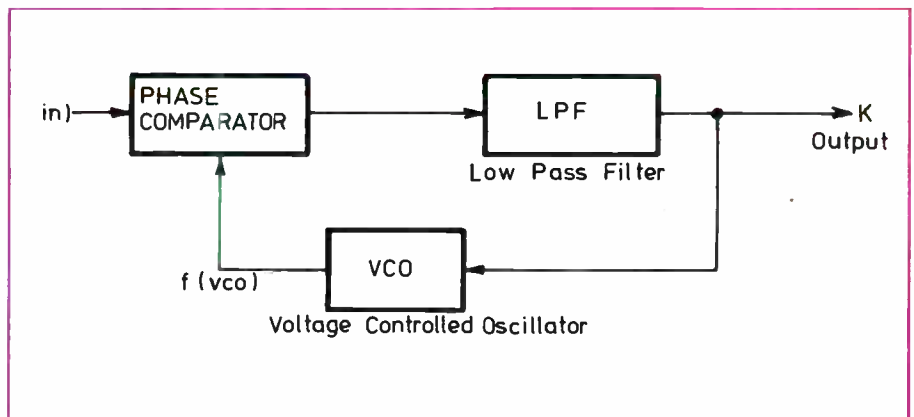 in)
PHASE
COMPARATOR
LPF
K
Output
Low Pass Filter
VCO
f(vco)
Voltage Controlled Oscillator